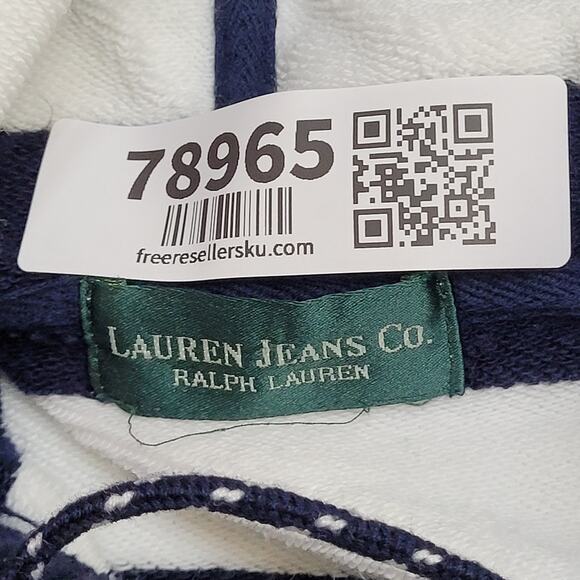 78965
freeresellersku.com
LAUREN JEANS CO.
RALPH LAUREN